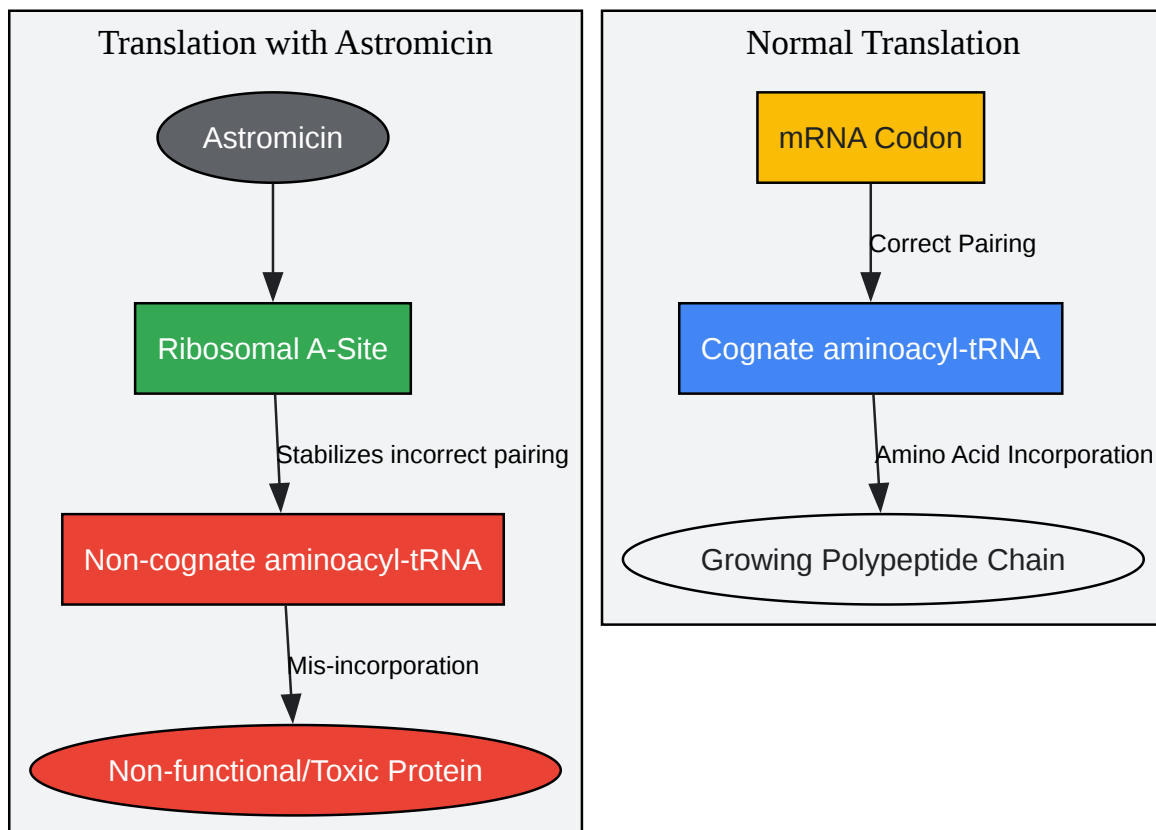 Translation with Astromicin
Astromicin
Ribosomal A-Site
Stabilizes incorrect pairing
Non-cognate aminoacyl-tRNA
Mis-incorporation
Non-functional/Toxic Protein
Normal Translation
mRNA Codon
Correct Pairing
Cognate aminoacyl-tRNA
Amino Acid Incorporation
Growing Polypeptide Chain